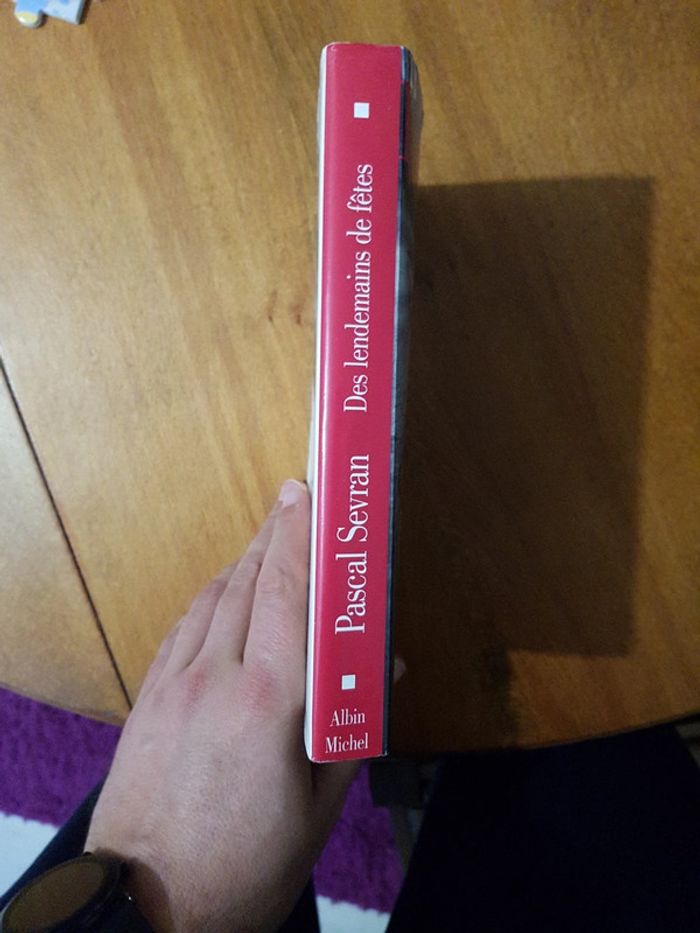 Pascal Sevran Des lendemains de fêtes
Albin
Michel